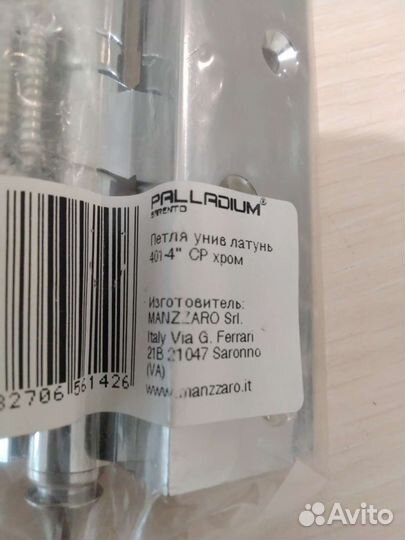 PALLADIUM®
SORRENTO
Петля унив латунь
401-4" CP хром
Изготовитель:
MANZZARO Srl.
Italy Via G. Ferrari
21B 21047 Saronno
(VA)
www.manzzaro.it
82706 561426
Avito